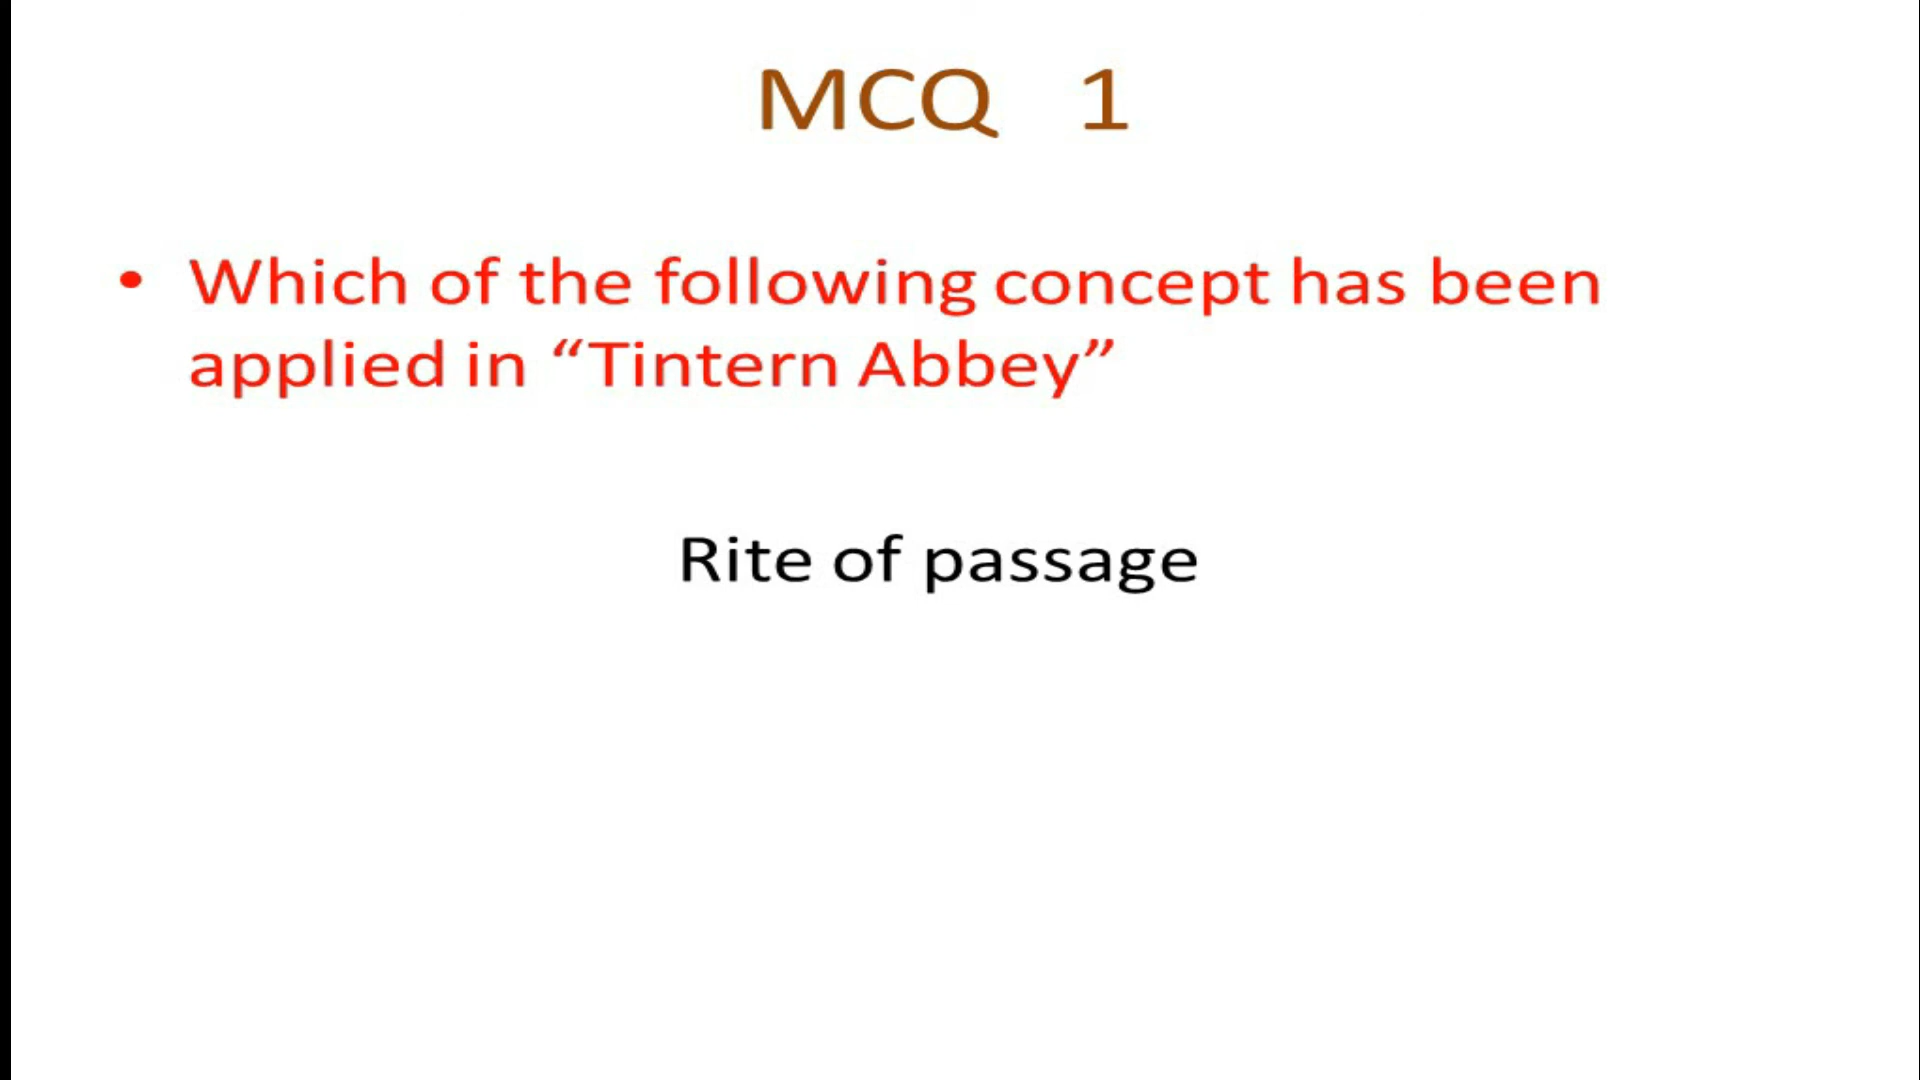 MCQ 1
• Which of the following concept has been
applied in “Tintern Abbey”
Rite of passage